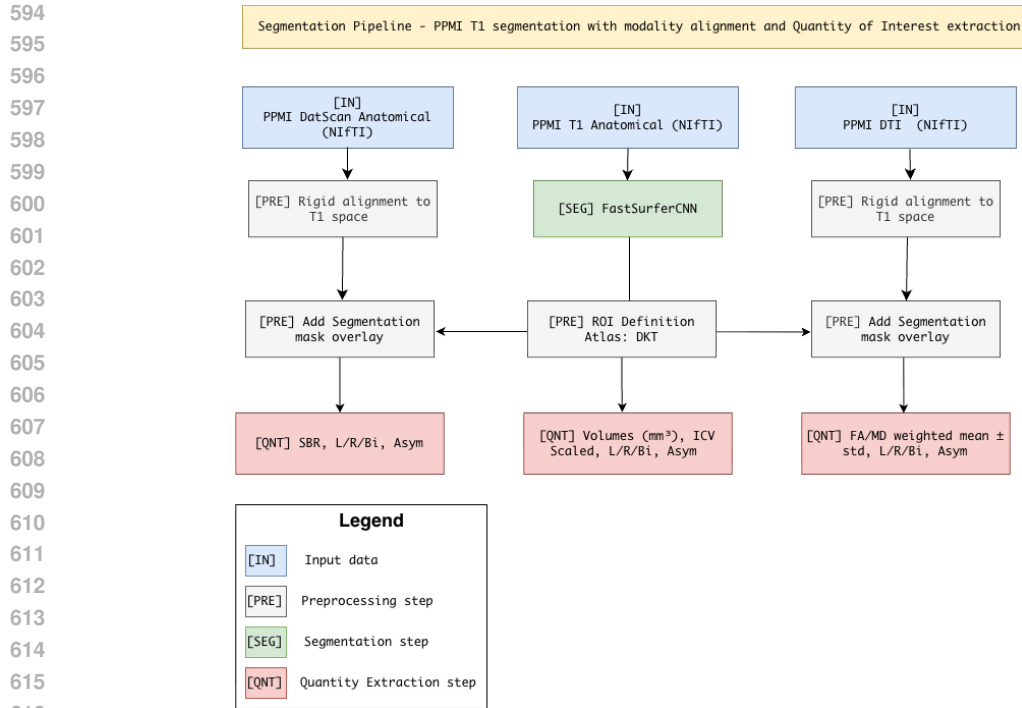 594
595
596
597
598
599
600
601
602
603
604
605
606
607
608
609
610
611
612
613
614
615
Segmentation Pipeline - PPMI T1 segmentation with modality alignment and Quantity of Interest extraction
[IN]
PPMI DatScan Anatomical
(NIfTI)
[IN]
PPMI T1 Anatomical (NIfTI)
[IN]
PPMI DTI (NIfTI)
[PRE] Rigid alignment to
T1 space
[SEG] FastSurferCNN
[PRE] Rigid alignment to
T1 space
[PRE] Add Segmentation
mask overlay
[PRE] ROI Definition
Atlas: DKT
[PRE] Add Segmentation
mask overlay
[QNT] SBR, L/R/Bi, Asym
[QNT] Volumes (mm³), ICV
Scaled, L/R/Bi, Asym
[QNT] FA/MD weighted mean ±
std, L/R/Bi, Asym
Legend
[IN] Input data
[PRE] Preprocessing step
[SEG] Segmentation step
[QNT] Quantity Extraction step